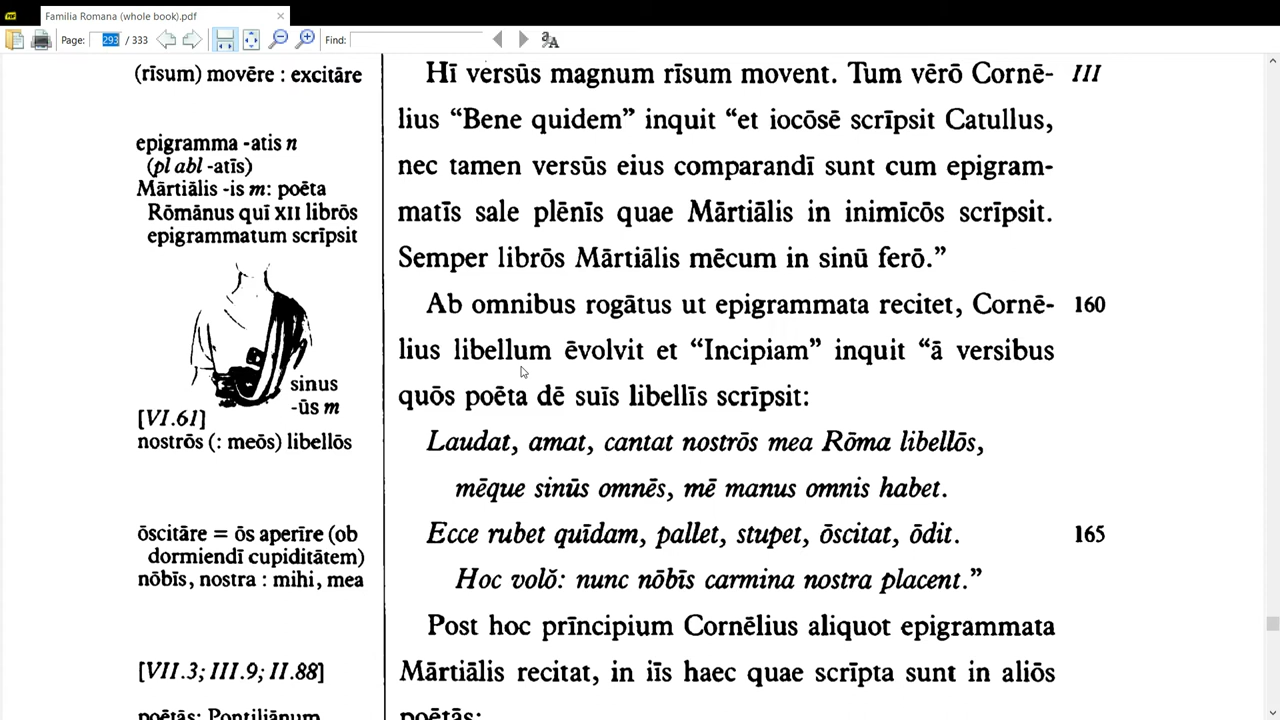 Familia Romana (whole book).pdf
Page: 293 / 333 Find:
(rīsum) movēre : excitāre
epigramma -atis n
(pl abl -atīs)
Mārtiālis -is m: poēta
Rōmānus quī XII librōs
epigrammatum scrīpsit
sinus
-ūs m
[VI.61]
nostrōs (: meōs) libellōs
ōscitāre = ōs aperīre (ob
dormiendī cupiditātem)
nōbīs, nostra : mihi, mea
[VII.3; III.9; II.88]
poētās: Pontiliānum
Hī versūs magnum rīsum movent. Tum vērō Cornē- III
lius “Bene quidem” inquit “et iocōsē scrīpsit Catullus,
nec tamen versūs eius comparandī sunt cum epigram-
matīs sale plēnīs quae Mārtiālis in inimīcōs scrīpsit.
Semper librōs Mārtiālis mēcum in sinū ferō.”
Ab omnibus rogātus ut epigrammata recitet, Cornē- 160
lius libellum ēvolvit et “Incipiam” inquit “ā versibus
quōs poēta dē suīs libellīs scrīpsit:
Laudat, amat, cantat nostrōs mea Rōma libellōs,
mēque sinūs omnēs, mē manus omnis habet.
Ecce rubet quīdam, pallet, stupet, ōscitat, ōdit. 165
Hoc volŏ: nunc nōbīs carmina nostra placent.”
Post hoc prīncipium Cornēlius aliquot epigrammata
Mārtiālis recitat, in iīs haec quae scrīpta sunt in aliōs
poētās: